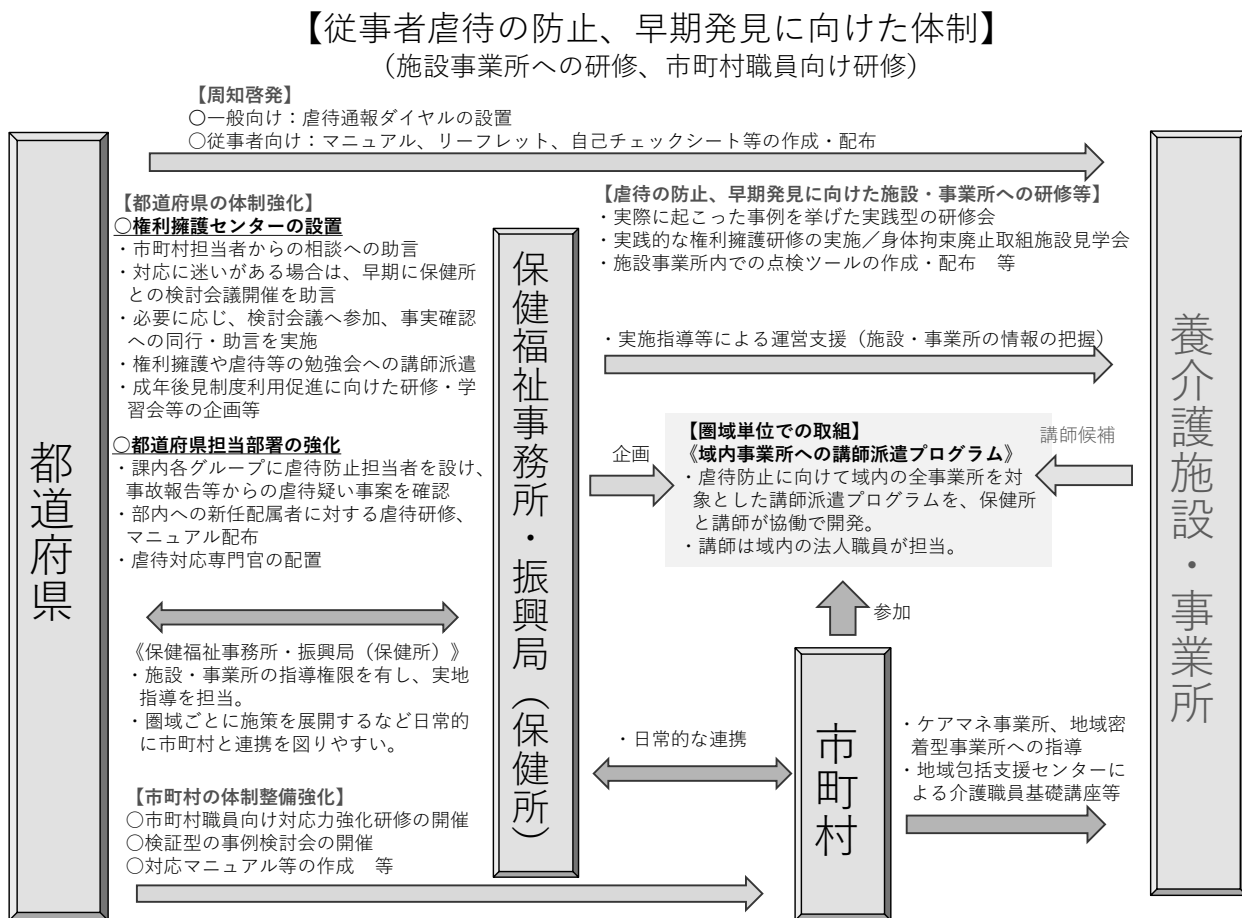 【従事者虐待の防止、早期発見に向けた体制】
（施設事業所への研修、市町村職員向け研修）
【周知啓発】
○一般向け：虐待通報ダイヤルの設置
○従事者向け：マニュアル、リーフレット、自己チェックシート等の作成・配布
都道府県
【都道府県の体制強化】
○権利擁護センターの設置
・市町村担当者からの相談への助言
・対応に迷いがある場合は、早期に保健所
との検討会議開催を助言
・必要に応じ、検討会議へ参加、事実確認
への同行・助言を実施
・権利擁護や虐待等の勉強会への講師派遣
・成年後見制度利用促進に向けた研修・学
習会等の企画等
○都道府県担当部署の強化
・課内各グループに虐待防止担当者を設け、
事故報告等からの虐待疑い事案を確認
・部内への新任配属者に対する虐待研修、
マニュアル配布
・虐待対応専門官の配置
《保健福祉事務所・振興局（保健所）》
・施設・事業所の指導権限を有し、実地
指導を担当。
・圏域ごとに施策を展開するなど日常的
に市町村と連携を図りやすい。
【市町村の体制整備強化】
○市町村職員向け対応力強化研修の開催
○検証型の事例検討会の開催
○対応マニュアル等の作成　等
保健福祉事務所・振興局（保健所）
【虐待の防止、早期発見に向けた施設・事業所への研修等】
・実際に起こった事例を挙げた実践型の研修会
・実践的な権利擁護研修の実施／身体拘束廃止取組施設見学会
・施設事業所内での点検ツールの作成・配布　等
・実施指導等による運営支援（施設・事業所の情報の把握）
企画
【圏域単位での取組】
《域内事業所への講師派遣プログラム》
・虐待防止に向けて域内の全事業所を対
象とした講師派遣プログラムを、保健所
と講師が協働で開発。
・講師は域内の法人職員が担当。
講師候補
参加
・日常的な連携
市町村
・ケアマネ事業所、地域密
着型事業所への指導
・地域包括支援センターに
よる介護職員基礎講座等
養介護施設・事業所